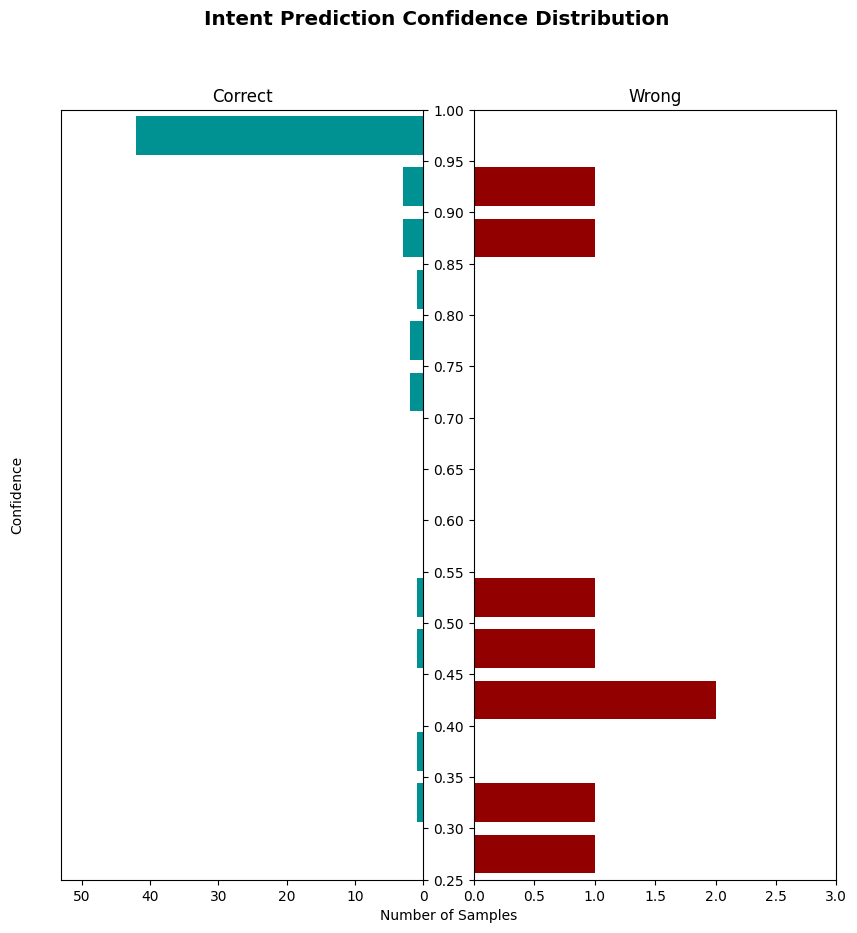 Intent Prediction Confidence Distribution
Correct
Wrong
1.00
0.95
0.90
0.85
0.80
0.75
0.70
0.65
0.60
0.55
0.50
0.45
0.40
0.35
0.30
0.25
Confidence
50 40 30 20 10 0
0.0 0.5 1.0 1.5 2.0 2.5 3.0
Number of Samples